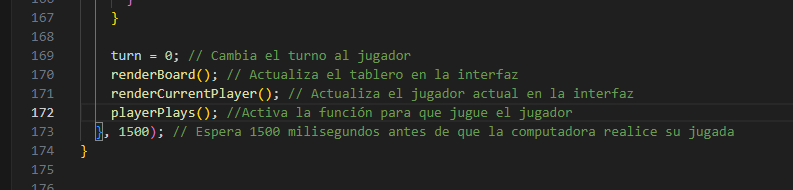 166 }
167 }
168
169 turn = 0; // Cambia el turno al jugador
170 renderBoard(); // Actualiza el tablero en la interfaz
171 renderCurrentPlayer(); // Actualiza el jugador actual en la interfaz
172 playerPlays(); //Activa la función para que jugue el jugador
173 }, 1500); // Espera 1500 milisegundos antes de que la computadora realice su jugada
174 }
175
176